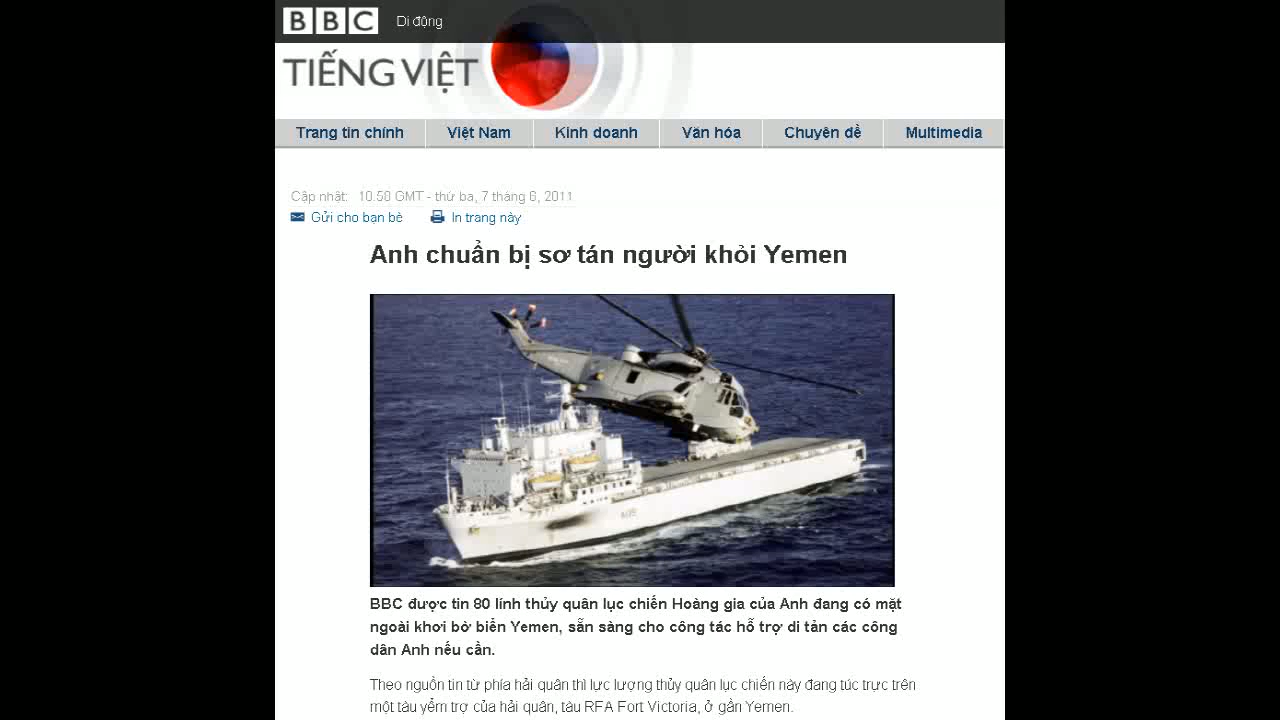 BBC Di động
TIẾNG VIỆT
Trang tin chính Việt Nam Kinh doanh Văn hóa Chuyên đề Multimedia
Cập nhật: 10:58 GMT - thứ ba, 7 tháng 6, 2011
Gửi cho bạn bè In trang này
Anh chuẩn bị sơ tán người khỏi Yemen
BBC được tin 80 lính thủy quân lục chiến Hoàng gia của Anh đang có mặt
ngoài khơi bờ biển Yemen, sẵn sàng cho công tác hỗ trợ di tản các công
dân Anh nếu cần.
Theo nguồn tin từ phía hải quân thì lực lượng thủy quân lục chiến này đang túc trực trên
một tàu yểm trợ của hải quân, tàu RFA Fort Victoria, ở gần Yemen.